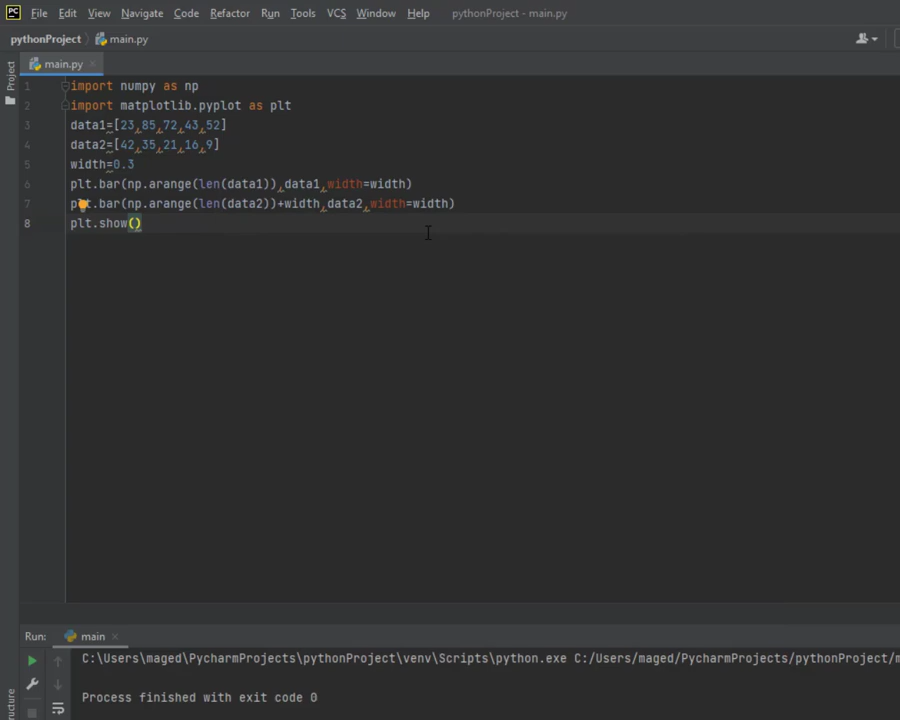 PC File Edit View Navigate Code Refactor Run Tools VCS Window Help pythonProject - main.py
pythonProject main.py
main.py
Project
1 import numpy as np
2 import matplotlib.pyplot as plt
3 data1=[23,85,72,43,52]
4 data2=[42,35,21,16,9]
5 width=0.3
6 plt.bar(np.arange(len(data1)),data1,width=width)
7 plt.bar(np.arange(len(data2))+width,data2,width=width)
8 plt.show()
Run: main
C:\Users\maged\PycharmProjects\pythonProject\venv\Scripts\python.exe C:/Users/maged/PycharmProjects/pythonProject/
Process finished with exit code 0